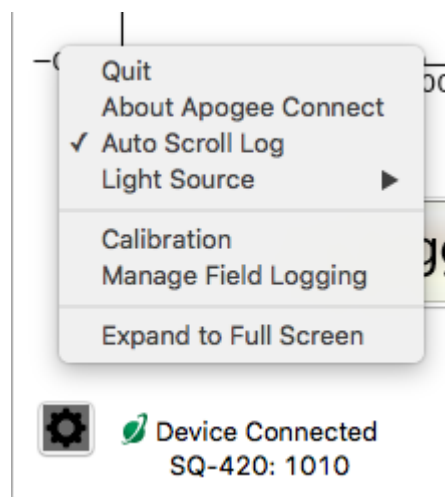 Quit
About Apogee Connect
✓ Auto Scroll Log
Light Source ▶
Calibration
Manage Field Logging
Expand to Full Screen
Device Connected
SQ-420: 1010